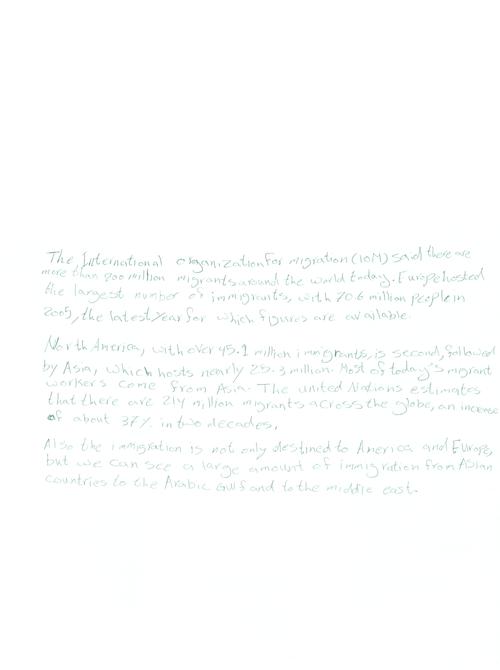 The International organization For migration (IOM) said there are
more than 200 million migrants around the world today. Europe hosted
the largest number of immigrants, with 70.6 million people in
2005, the latest year for which figures are available.
North America, with over 45.1 million immigrants, is second, followed
by Asia, which hosts nearly 25.3 million. Most of today's migrant
workers come from Asia. The united Nations estimates
that there are 214 million migrants across the globe, an increase
of about 37% in two decades.
Also the immigration is not only destined to America and Europe,
but we can see a large amount of immigration from Asian
countries to the Arabic Gulf and to the middle east.